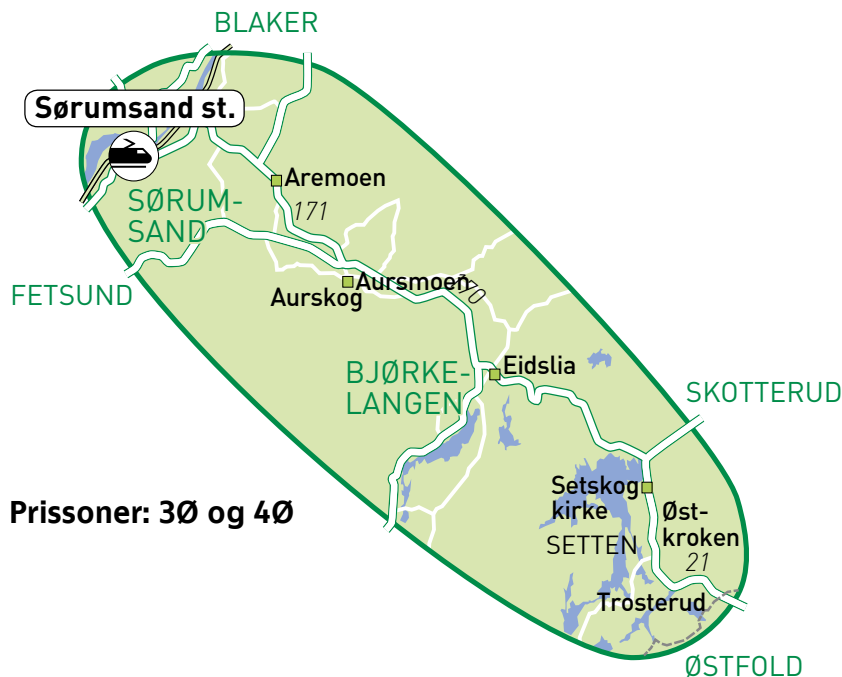 BLAKER
Sørumsand st.
Aremoen
SØRUM-
SAND
171
FETSUND
Aursmoen
Aurskog
170
Eidslia
BJØRKE-
LANGEN
SKOTTERUD
Setskog
kirke
Prissoner: 3Ø og 4Ø
Øst-
kroken
SETTEN
21
Trosterud
ØSTFOLD